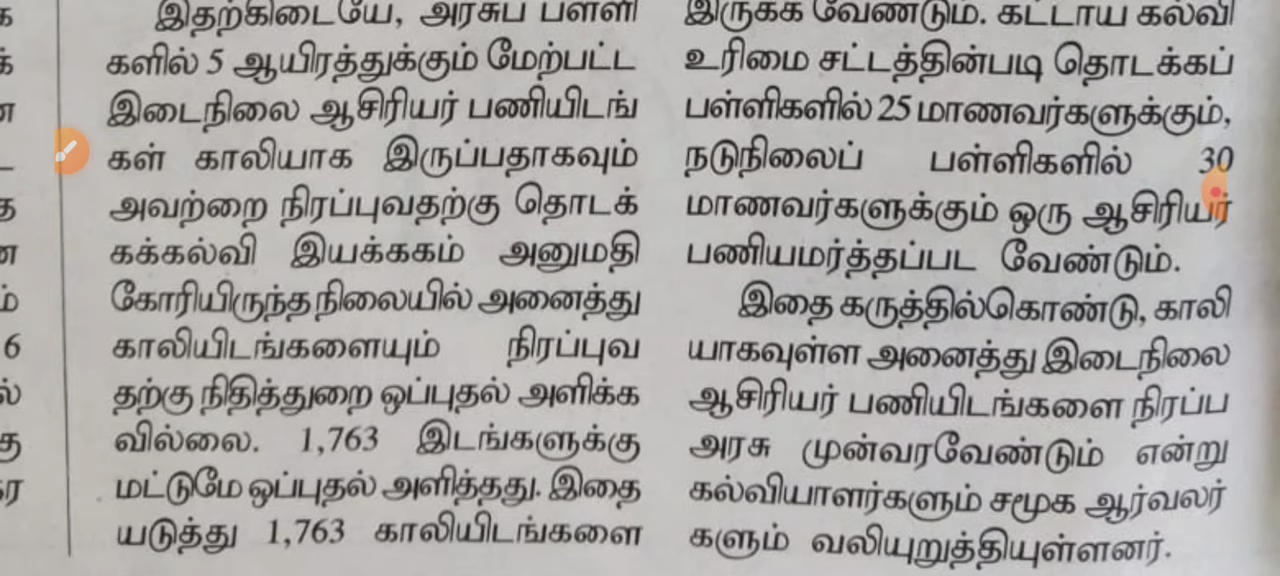 இதற்கிடையே, அரசுப் பள்ளி
களில் 5 ஆயிரத்துக்கும் மேற்பட்ட
இடைநிலை ஆசிரியர் பணியிடங்
கள் காலியாக இருப்பதாகவும்
அவற்றை நிரப்புவதற்கு தொடக்
கக்கல்வி இயக்ககம் அனுமதி
கோரியிருந்த நிலையில் அனைத்து
காலியிடங்களையும் நிரப்புவ
தற்கு நிதித்துறை ஒப்புதல் அளிக்க
வில்லை. 1,763 இடங்களுக்கு
மட்டுமே ஒப்புதல் அளித்தது. இதை
யடுத்து 1,763 காலியிடங்களை
இருக்க வேண்டும். கட்டாய கல்வி
உரிமை சட்டத்தின்படி தொடக்கப்
பள்ளிகளில் 25 மாணவர்களுக்கும்,
நடுநிலைப் பள்ளிகளில் 30
மாணவர்களுக்கும் ஒரு ஆசிரியர்
பணியமர்த்தப்பட வேண்டும்.
இதை கருத்தில்கொண்டு, காலி
யாகவுள்ள அனைத்து இடைநிலை
ஆசிரியர் பணியிடங்களை நிரப்ப
அரசு முன்வரவேண்டும் என்று
கல்வியாளர்களும் சமூக ஆர்வலர்
களும் வலியுறுத்தியுள்ளனர்.